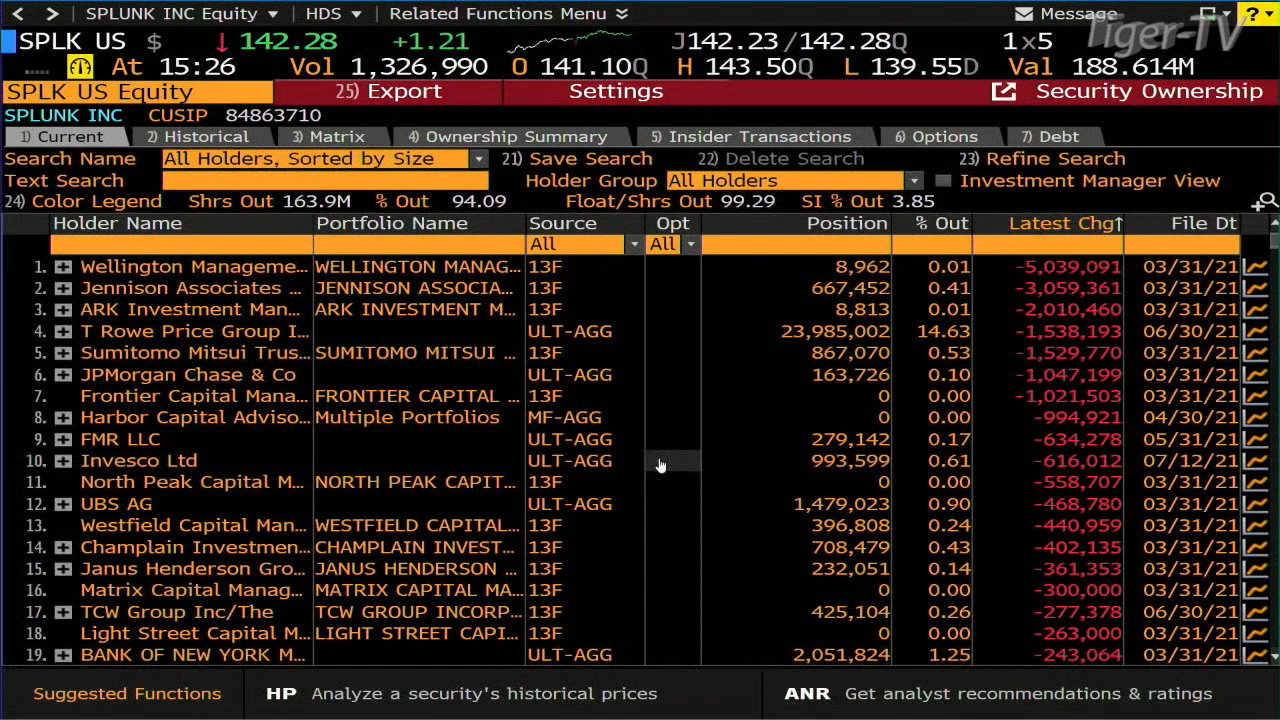 < > SPLUNK INC Equity HDS Related Functions Menu Message ?
Tiger-TV
SPLK US $ ↓ 142.28 +1.21 J142.23 /142.28Q 1×5
At 15:26 Vol 1,326,990 O 141.10Q H 143.50Q L 139.55D Val 188.614M
SPLK US Equity 25) Export Settings Security Ownership
SPLUNK INC CUSIP 84863710
1) Current 2) Historical 3) Matrix 4) Ownership Summary 5) Insider Transactions 6) Options 7) Debt
Search Name All Holders, Sorted by Size 21) Save Search 22) Delete Search 23) Refine Search
Text Search Holder Group All Holders Investment Manager View
24) Color Legend Shrs Out 163.9M % Out 94.09 Float/Shrs Out 99.29 SI % Out 3.85
Holder Name Portfolio Name Source Opt Position % Out Latest Chg↑ File Dt
All All
1. Wellington Manageme... WELLINGTON MANAG... 13F 8,962 0.01 -5,039,091 03/31/21
2. Jennison Associates ... JENNISON ASSOCIA... 13F 667,452 0.41 -3,059,361 03/31/21
3. ARK Investment Man... ARK INVESTMENT M... 13F 8,813 0.01 -2,010,460 03/31/21
4. T Rowe Price Group I... ULT-AGG 23,985,002 14.63 -1,538,193 06/30/21
5. Sumitomo Mitsui Trus... SUMITOMO MITSUI ... 13F 867,070 0.53 -1,529,770 03/31/21
6. JPMorgan Chase & Co ULT-AGG 163,726 0.10 -1,047,199 03/31/21
7. Frontier Capital Mana... FRONTIER CAPITAL ... 13F 0 0.00 -1,021,503 03/31/21
8. Harbor Capital Adviso... Multiple Portfolios MF-AGG 0 0.00 -994,921 04/30/21
9. FMR LLC ULT-AGG 279,142 0.17 -634,278 05/31/21
10. Invesco Ltd ULT-AGG 993,599 0.61 -616,012 07/12/21
11. North Peak Capital M... NORTH PEAK CAPIT... 13F 0 0.00 -558,707 03/31/21
12. UBS AG ULT-AGG 1,479,023 0.90 -468,780 03/31/21
13. Westfield Capital Man... WESTFIELD CAPITAL... 13F 396,808 0.24 -440,959 03/31/21
14. Champlain Investmen... CHAMPLAIN INVEST... 13F 708,479 0.43 -402,135 03/31/21
15. Janus Henderson Gro... JANUS HENDERSON ... 13F 232,051 0.14 -361,353 03/31/21
16. Matrix Capital Manag... MATRIX CAPITAL MA... 13F 0 0.00 -300,000 03/31/21
17. TCW Group Inc/The TCW GROUP INCORP... 13F 425,104 0.26 -277,378 06/30/21
18. Light Street Capital M... LIGHT STREET CAPI... 13F 0 0.00 -263,000 03/31/21
19. BANK OF NEW YORK M... ULT-AGG 2,051,824 1.25 -243,064 03/31/21
Suggested Functions HP Analyze a security's historical prices ANR Get analyst recommendations & ratings